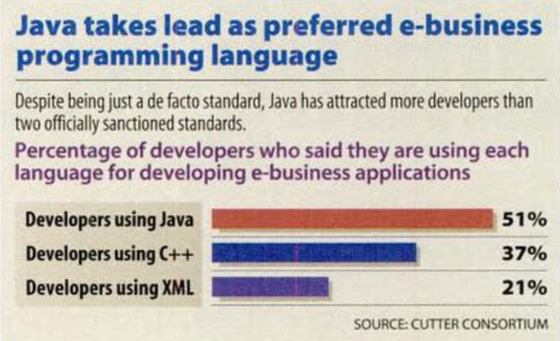 Java takes lead as preferred e-business
programming language
Despite being just a de facto standard, Java has attracted more developers than
two officially sanctioned standards.
Percentage of developers who said they are using each
language for developing e-business applications
Developers using Java 51%
Developers using C++ 37%
Developers using XML 21%
SOURCE: CUTTER CONSORTIUM